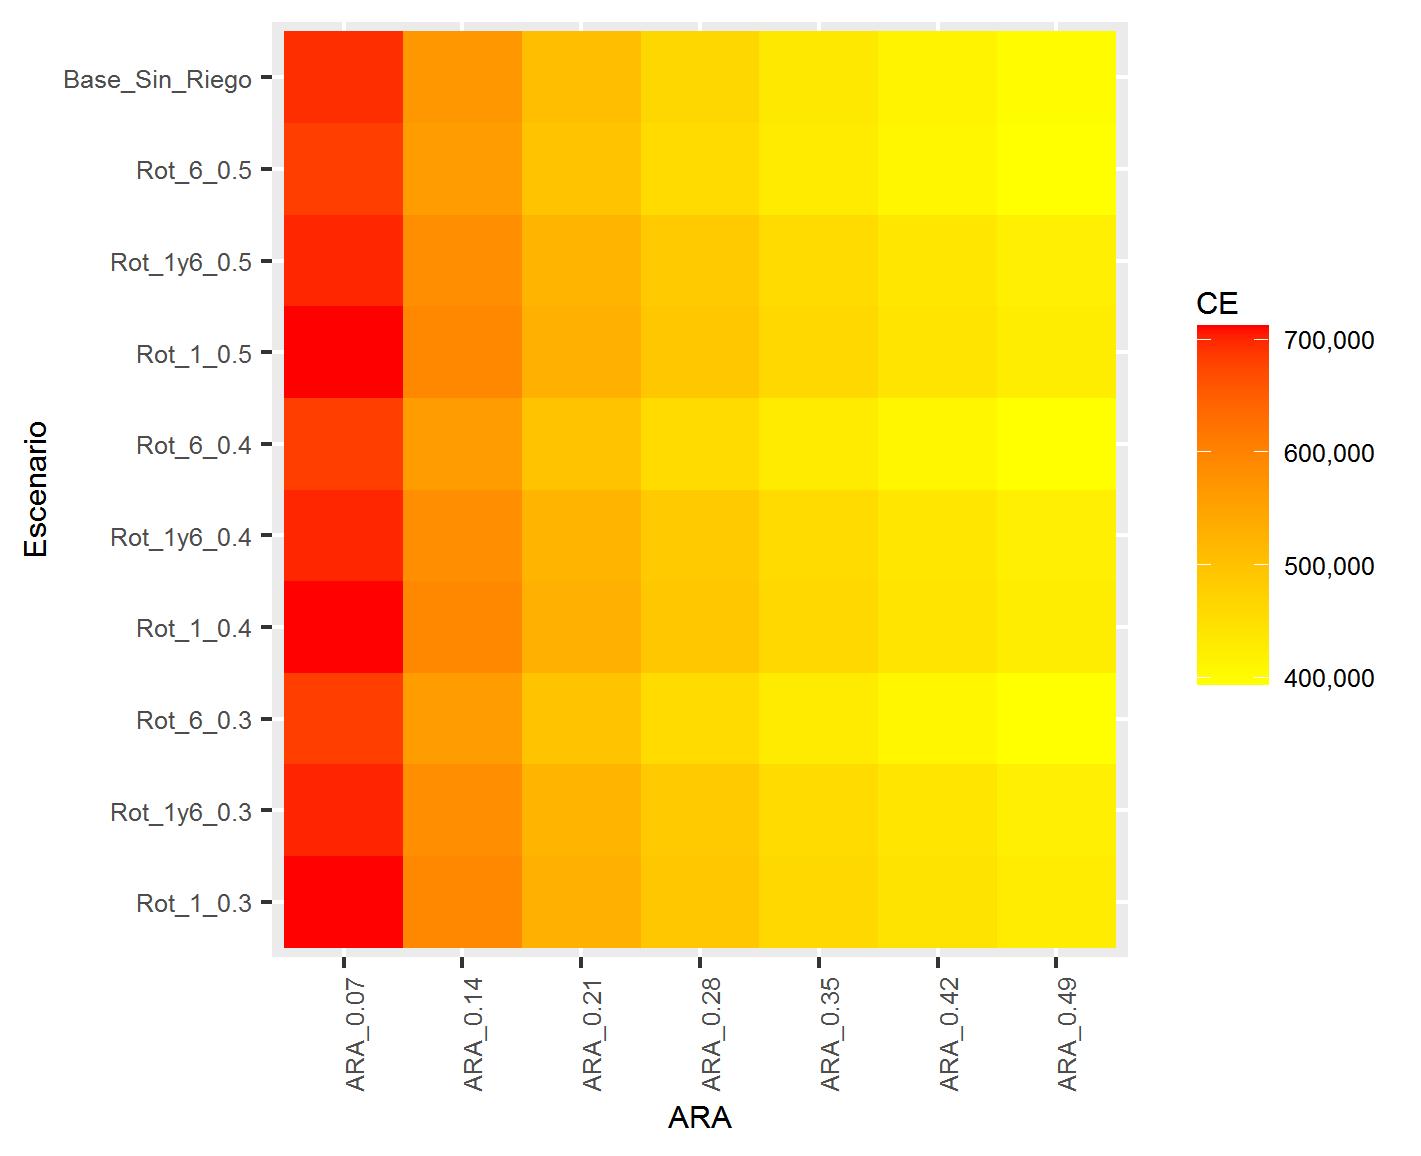 Escenario
Base_Sin_Riego
Rot_6_0.5
Rot_1y6_0.5
Rot_1_0.5
Rot_6_0.4
Rot_1y6_0.4
Rot_1_0.4
Rot_6_0.3
Rot_1y6_0.3
Rot_1_0.3
ARA_0.07
ARA_0.14
ARA_0.21
ARA_0.28
ARA_0.35
ARA_0.42
ARA_0.49
ARA
CE
700,000
600,000
500,000
400,000